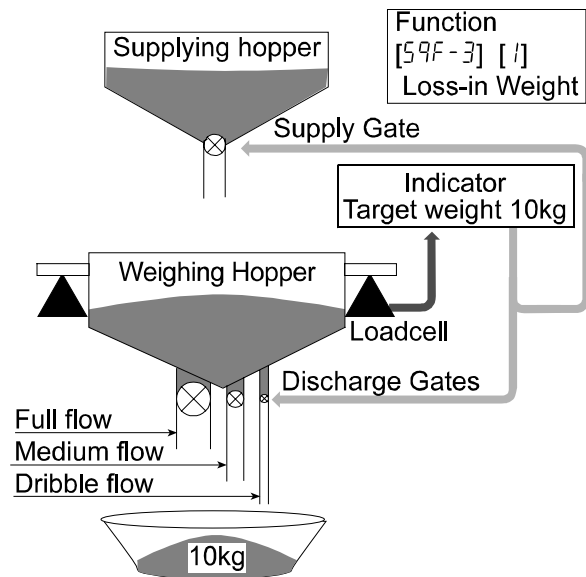 Supplying hopper
Function
[59F-3] [1]
Loss-in Weight
Supply Gate
Indicator
Target weight 10kg
Weighing Hopper
Loadcell
Discharge Gates
Full flow
Medium flow
Dribble flow
10kg